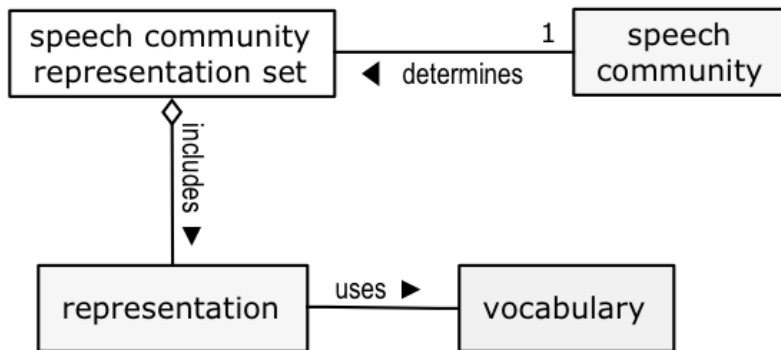 speech community
representation set
1
◀ determines
speech
community
includes ▶
representation
uses ▶
vocabulary